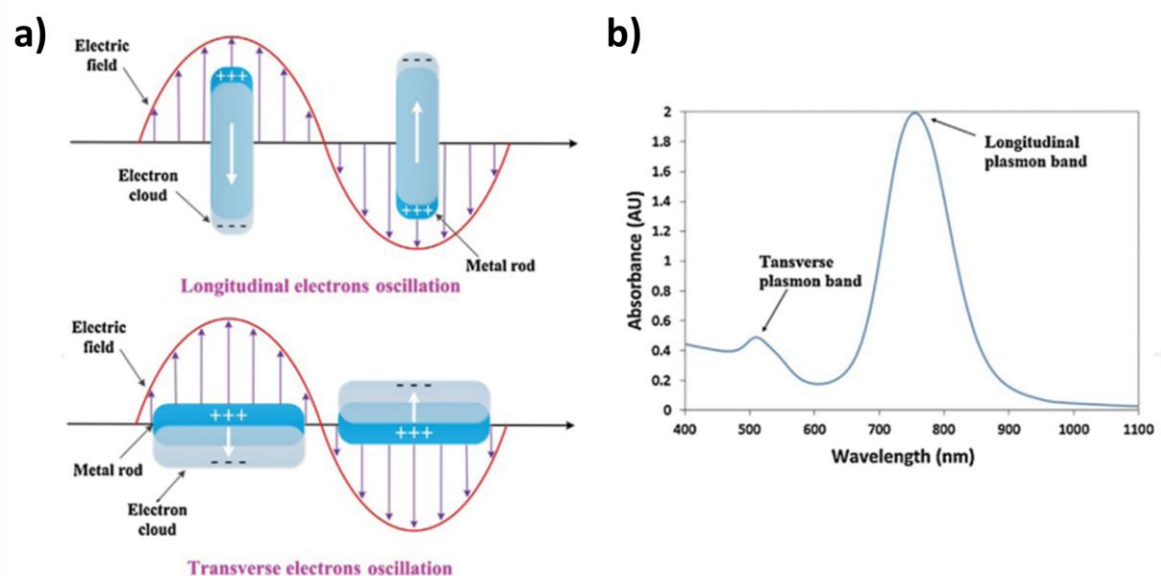 a)
Electric
field
+++
- - -
Electron
cloud
- - -
+++
Metal rod
Longitudinal electrons oscillation
Electric
field
+++
- - -
- - -
+++
Metal rod
Electron
cloud
Transverse electrons oscillation
b)
Absorbance (AU)
2
1.8
1.6
1.4
1.2
1
0.8
0.6
0.4
0.2
0
Longitudinal
plasmon band
Tansverse
plasmon band
400 500 600 700 800 900 1000 1100
Wavelength (nm)